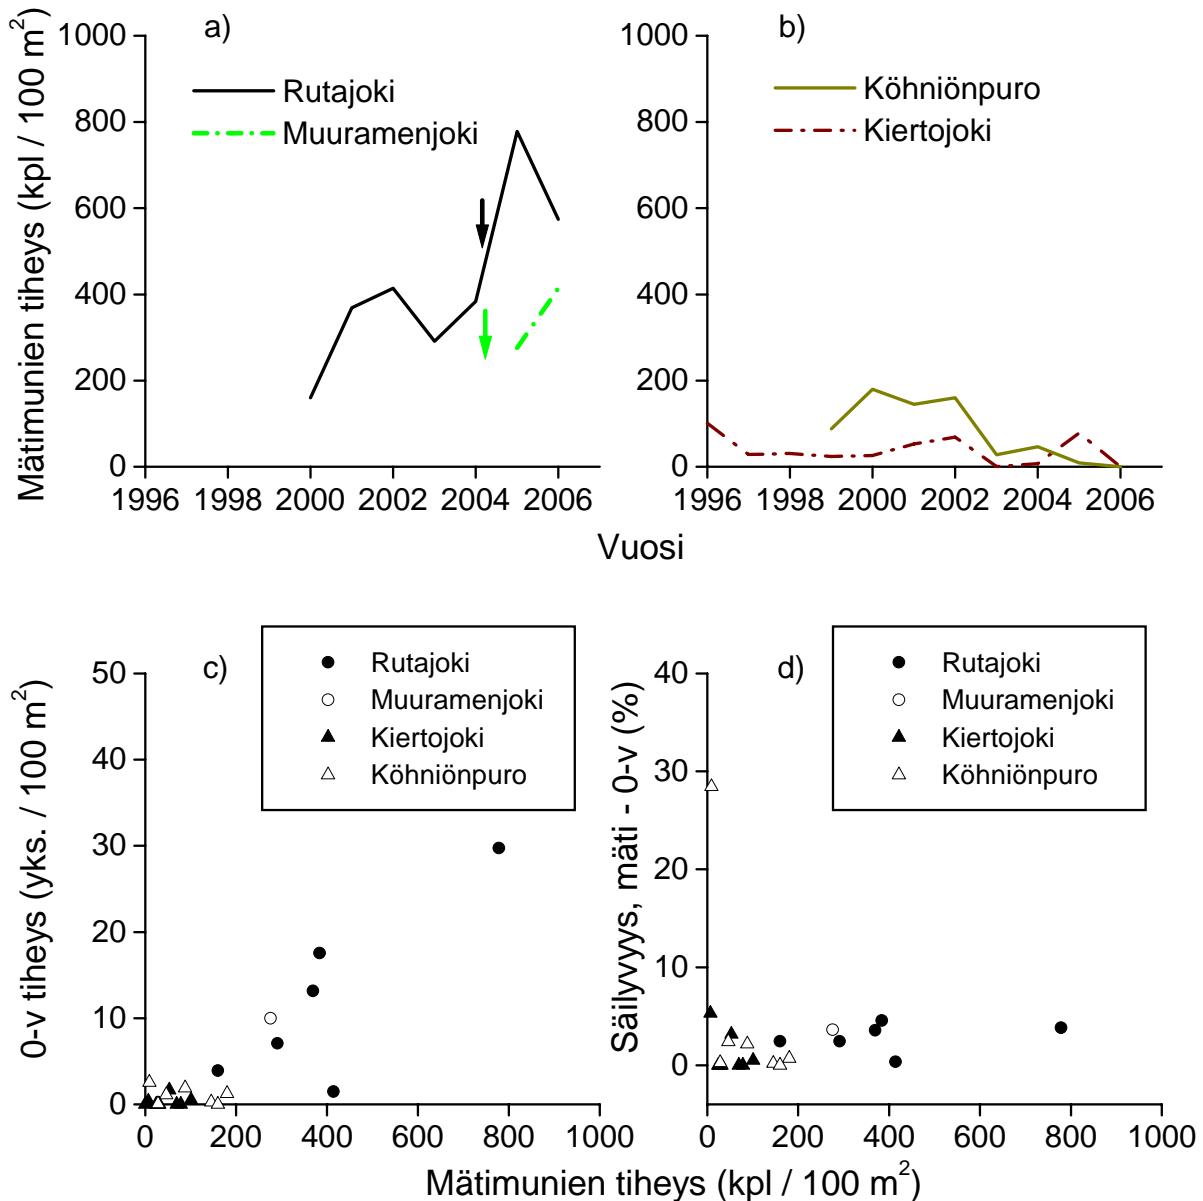 a)
Mätimunien tiheys (kpl / 100 m²)
1000
800
600
400
200
0
Rutajoki
Muuramenjoki
1996 1998 2000 2002 2004 2006
b)
1000
800
600
400
200
0
Köhniönpuro
Kiertojoki
1996 1998 2000 2002 2004 2006
Vuosi
c)
0-v tiheys (yks. / 100 m²)
50
40
30
20
10
0
Rutajoki
Muuramenjoki
Kiertojoki
Köhniönpuro
0 200 400 600 800 1000
d)
Säilyvyys, mäti - 0-v (%)
40
30
20
10
0
Rutajoki
Muuramenjoki
Kiertojoki
Köhniönpuro
0 200 400 600 800 1000
Mätimunien tiheys (kpl / 100 m²)